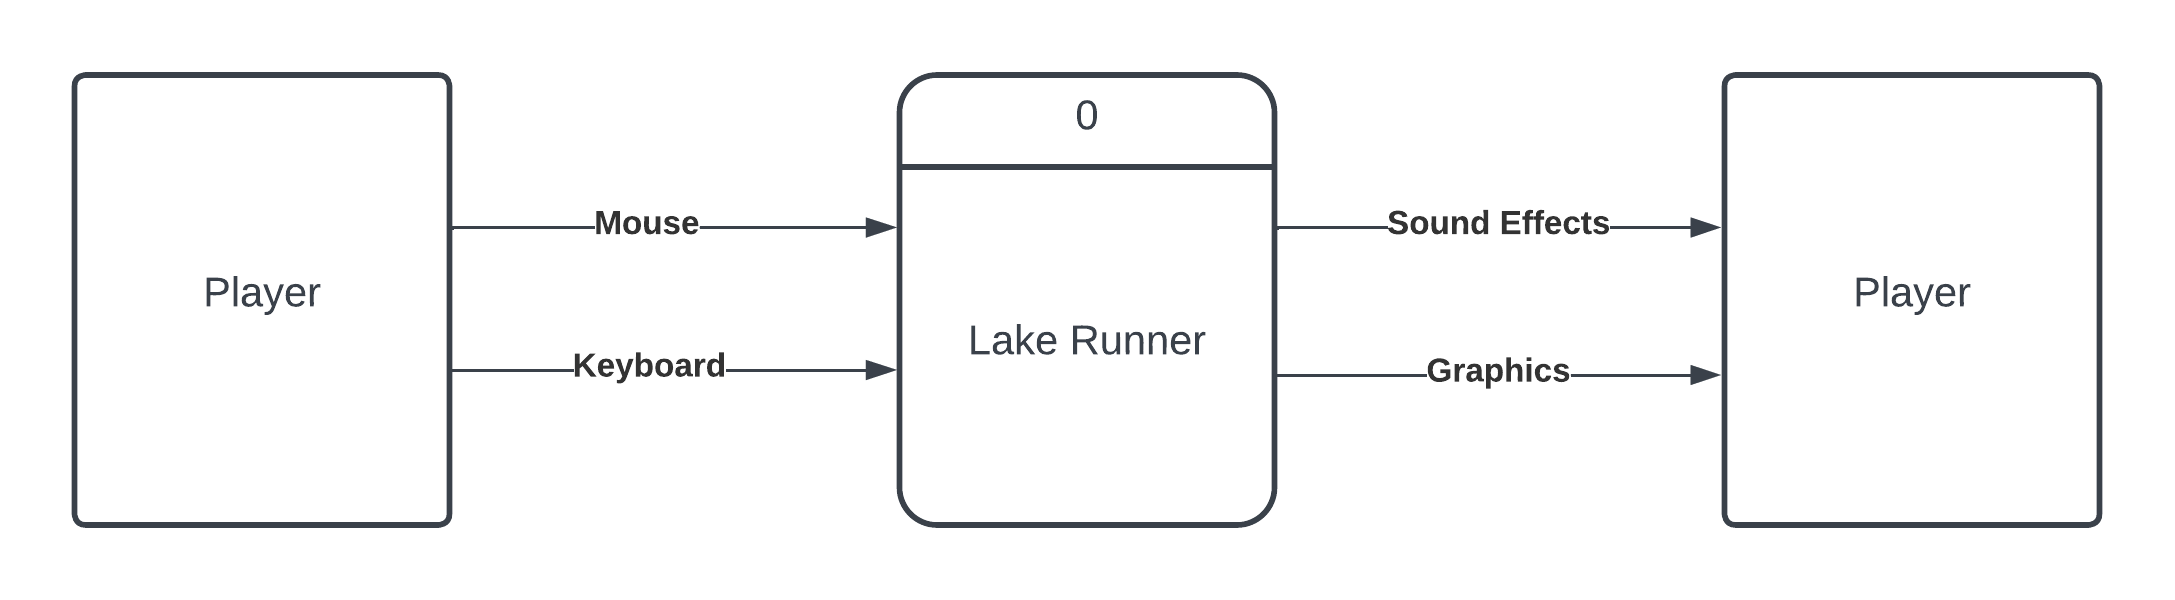 Player
Mouse
Keyboard
0
Lake Runner
Sound Effects
Graphics
Player